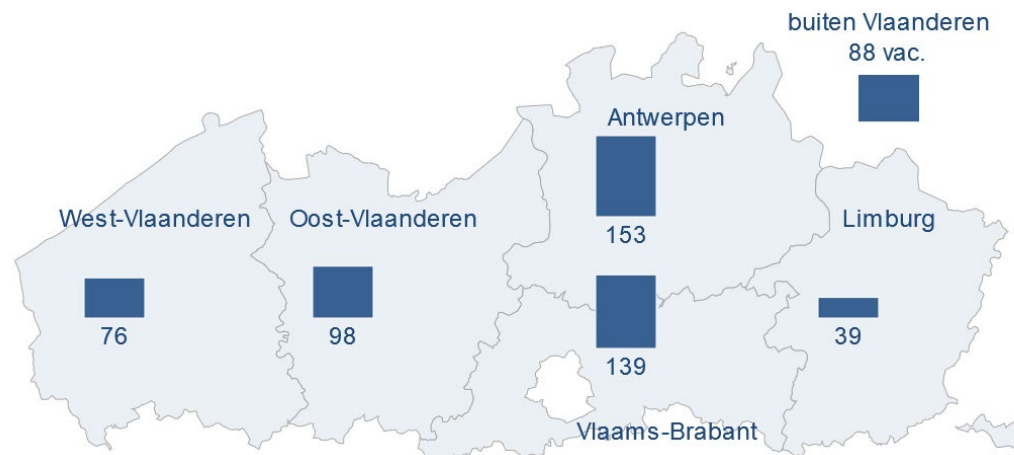 buiten Vlaanderen
88 vac.
Antwerpen
153
West-Vlaanderen
76
Oost-Vlaanderen
98
Limburg
39
139
Vlaams-Brabant